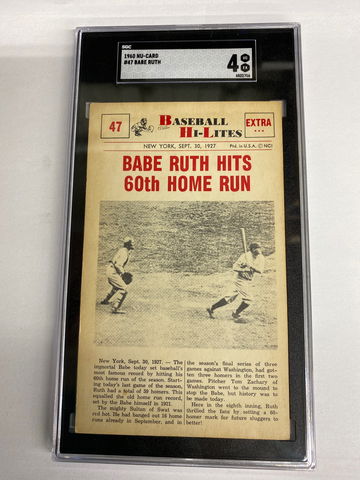 SGC
1960 NU-CARD
#47 BABE RUTH
4
VG
EX
47
BASEBALL
HI-LITES
EXTRA
NEW YORK, SEPT. 30, 1927
Ptd. in U.S.A. © NCI
BABE RUTH HITS
60th HOME RUN
New York, Sept. 30, 1927. — The
immortal Babe today set baseball's
most famous record by hitting his
60th home run of the season. Start-
ing today's last game of the season,
Ruth had a total of 59 homers. This
equalled the old home run record,
set by the Babe himself in 1921.
The mighty Sultan of Swat was
red hot. He had banged out 16 home
runs already in September, and in
the season's final series of three
games against Washington, had got-
ten three homers in the first two
games. Pitcher Tom Zachary of
Washington went to the mound to
stop the Babe, but history was to
be made today.
Here in the eighth inning, Ruth
thrilled the fans by setting a 60-
homer mark for future sluggers to
better!